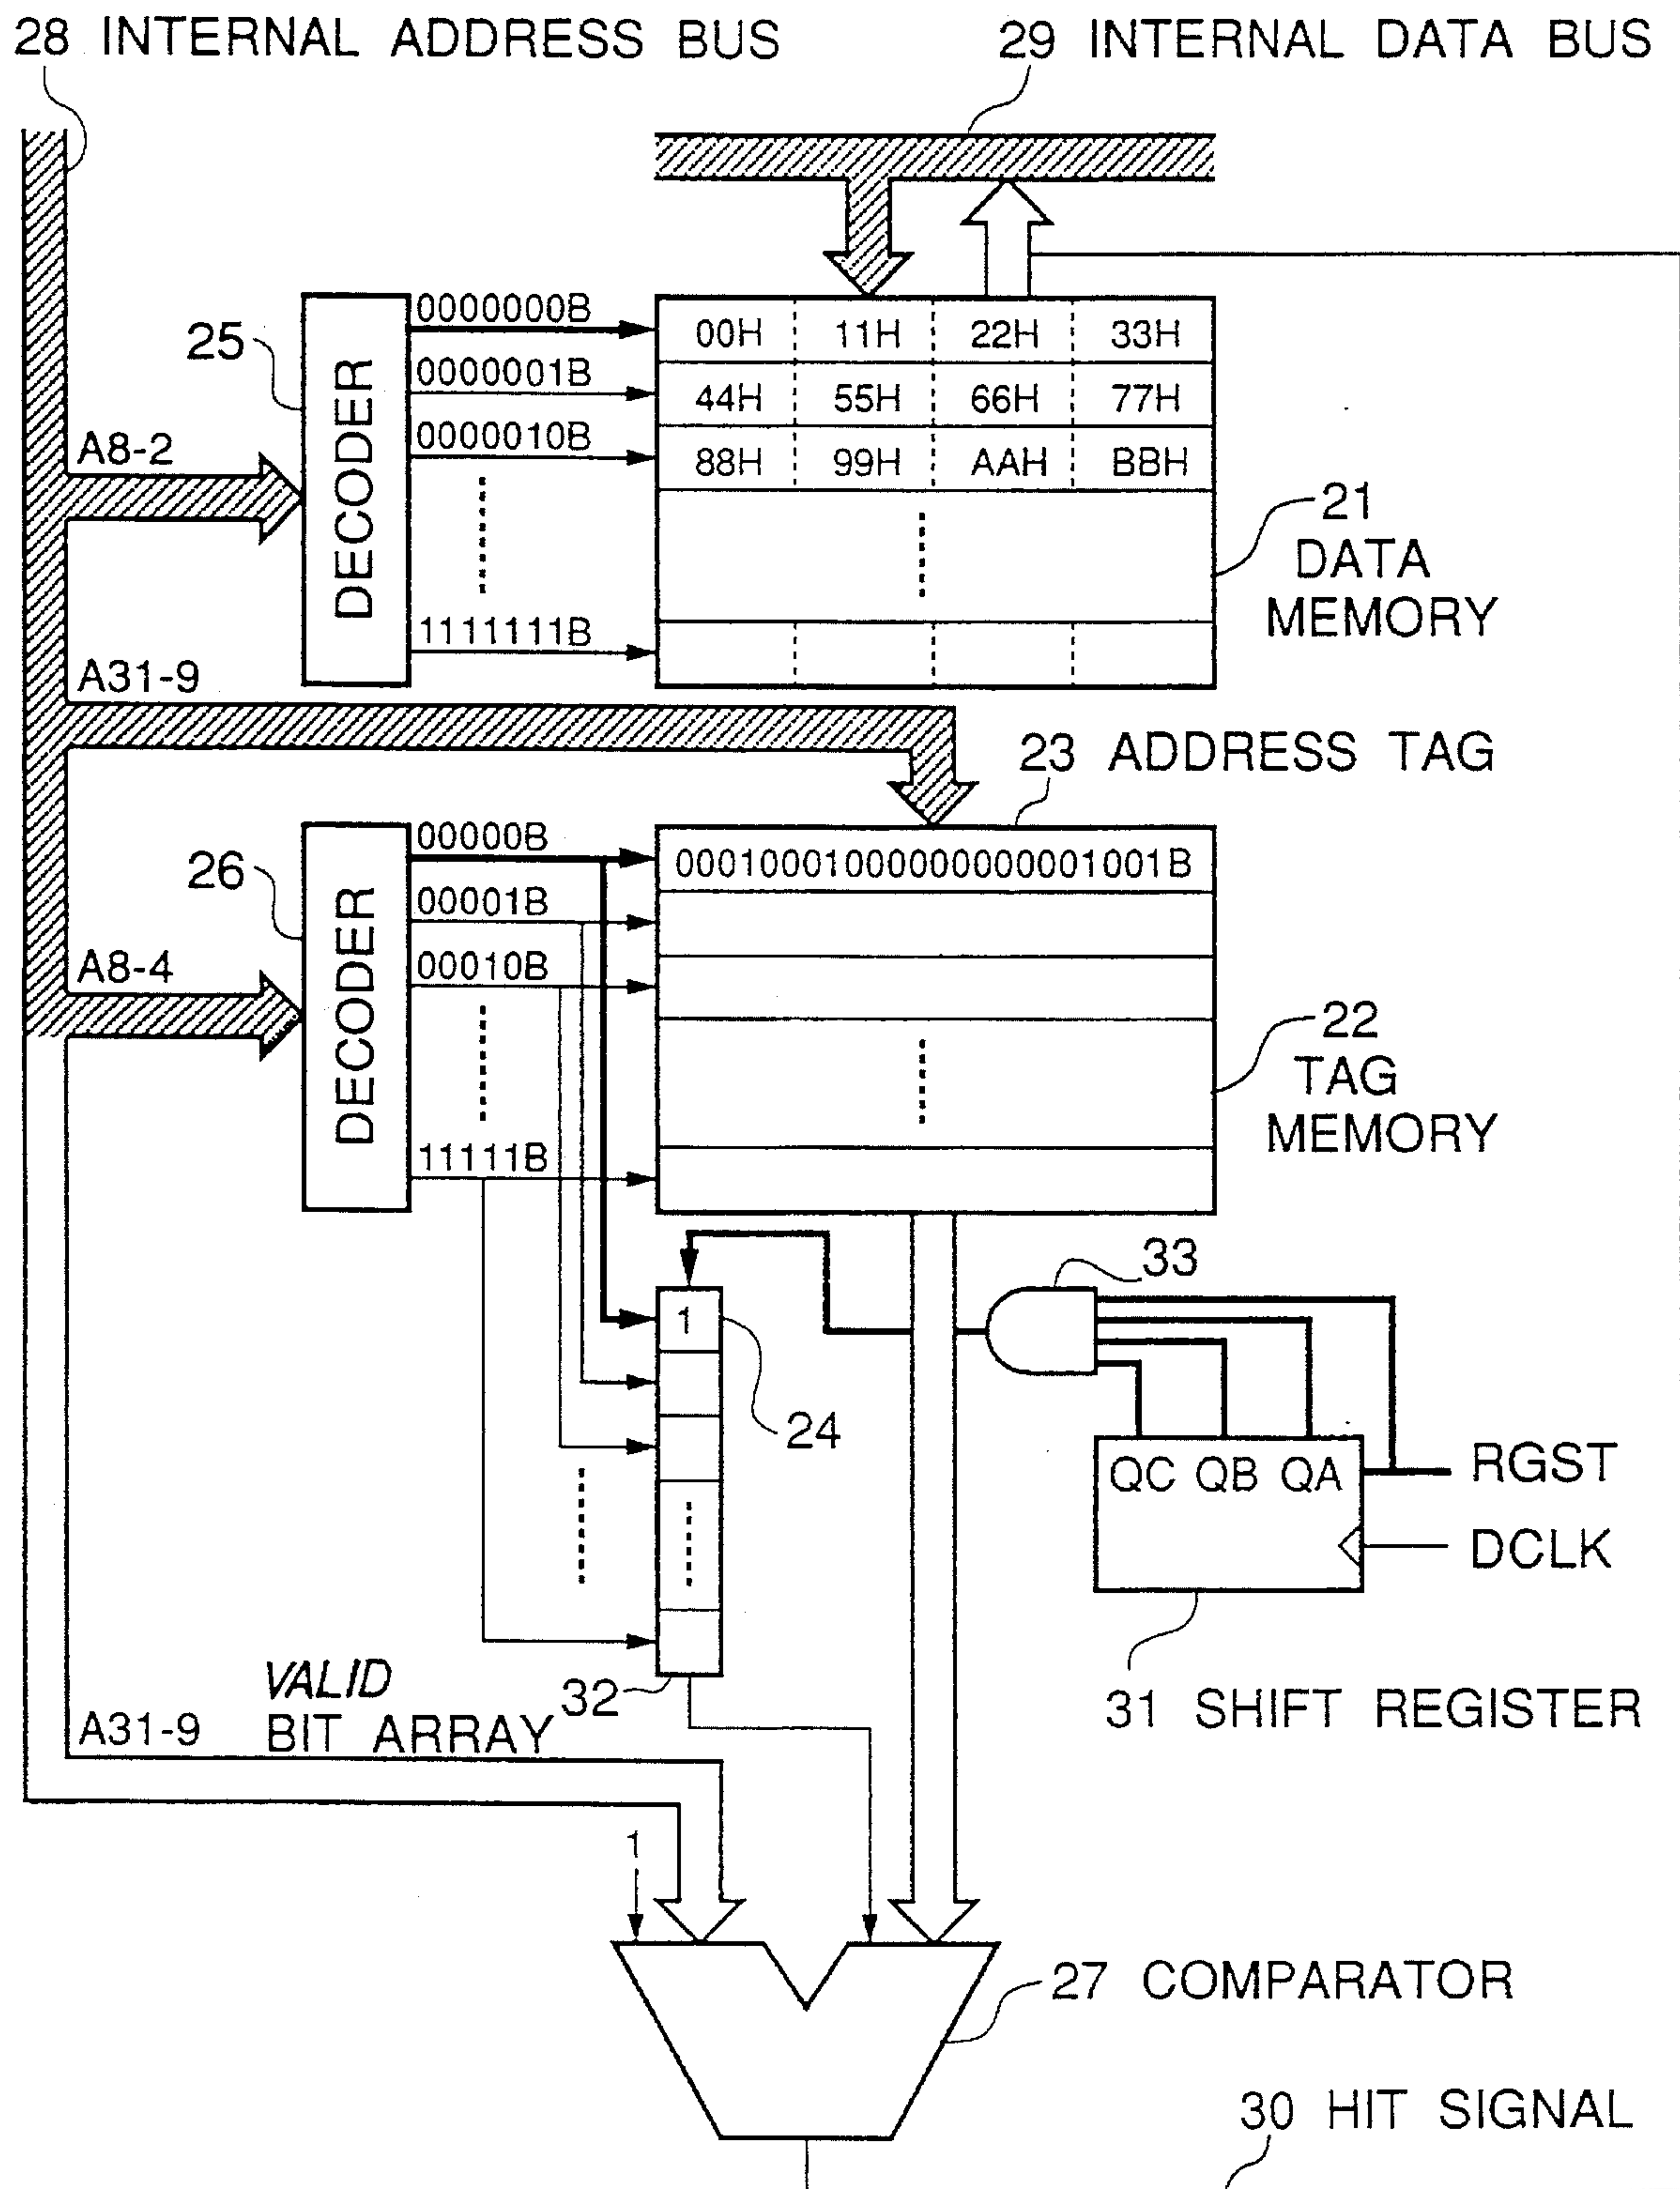 28 INTERNAL ADDRESS BUS
29 INTERNAL DATA BUS
25
DECODER
0000000B
0000001B
0000010B
1111111B
00H 11H 22H 33H
44H 55H 66H 77H
88H 99H AAH BBH
A8-2
21
DATA
MEMORY
A31-9
23 ADDRESS TAG
26
DECODER
00000B
00001B
00010B
11111B
00010001000000000001001B
A8-4
22
TAG
MEMORY
33
1
24
QC QB QA
RGST
DCLK
31 SHIFT REGISTER
VALID
BIT ARRAY
32
A31-9
1
27 COMPARATOR
30 HIT SIGNAL